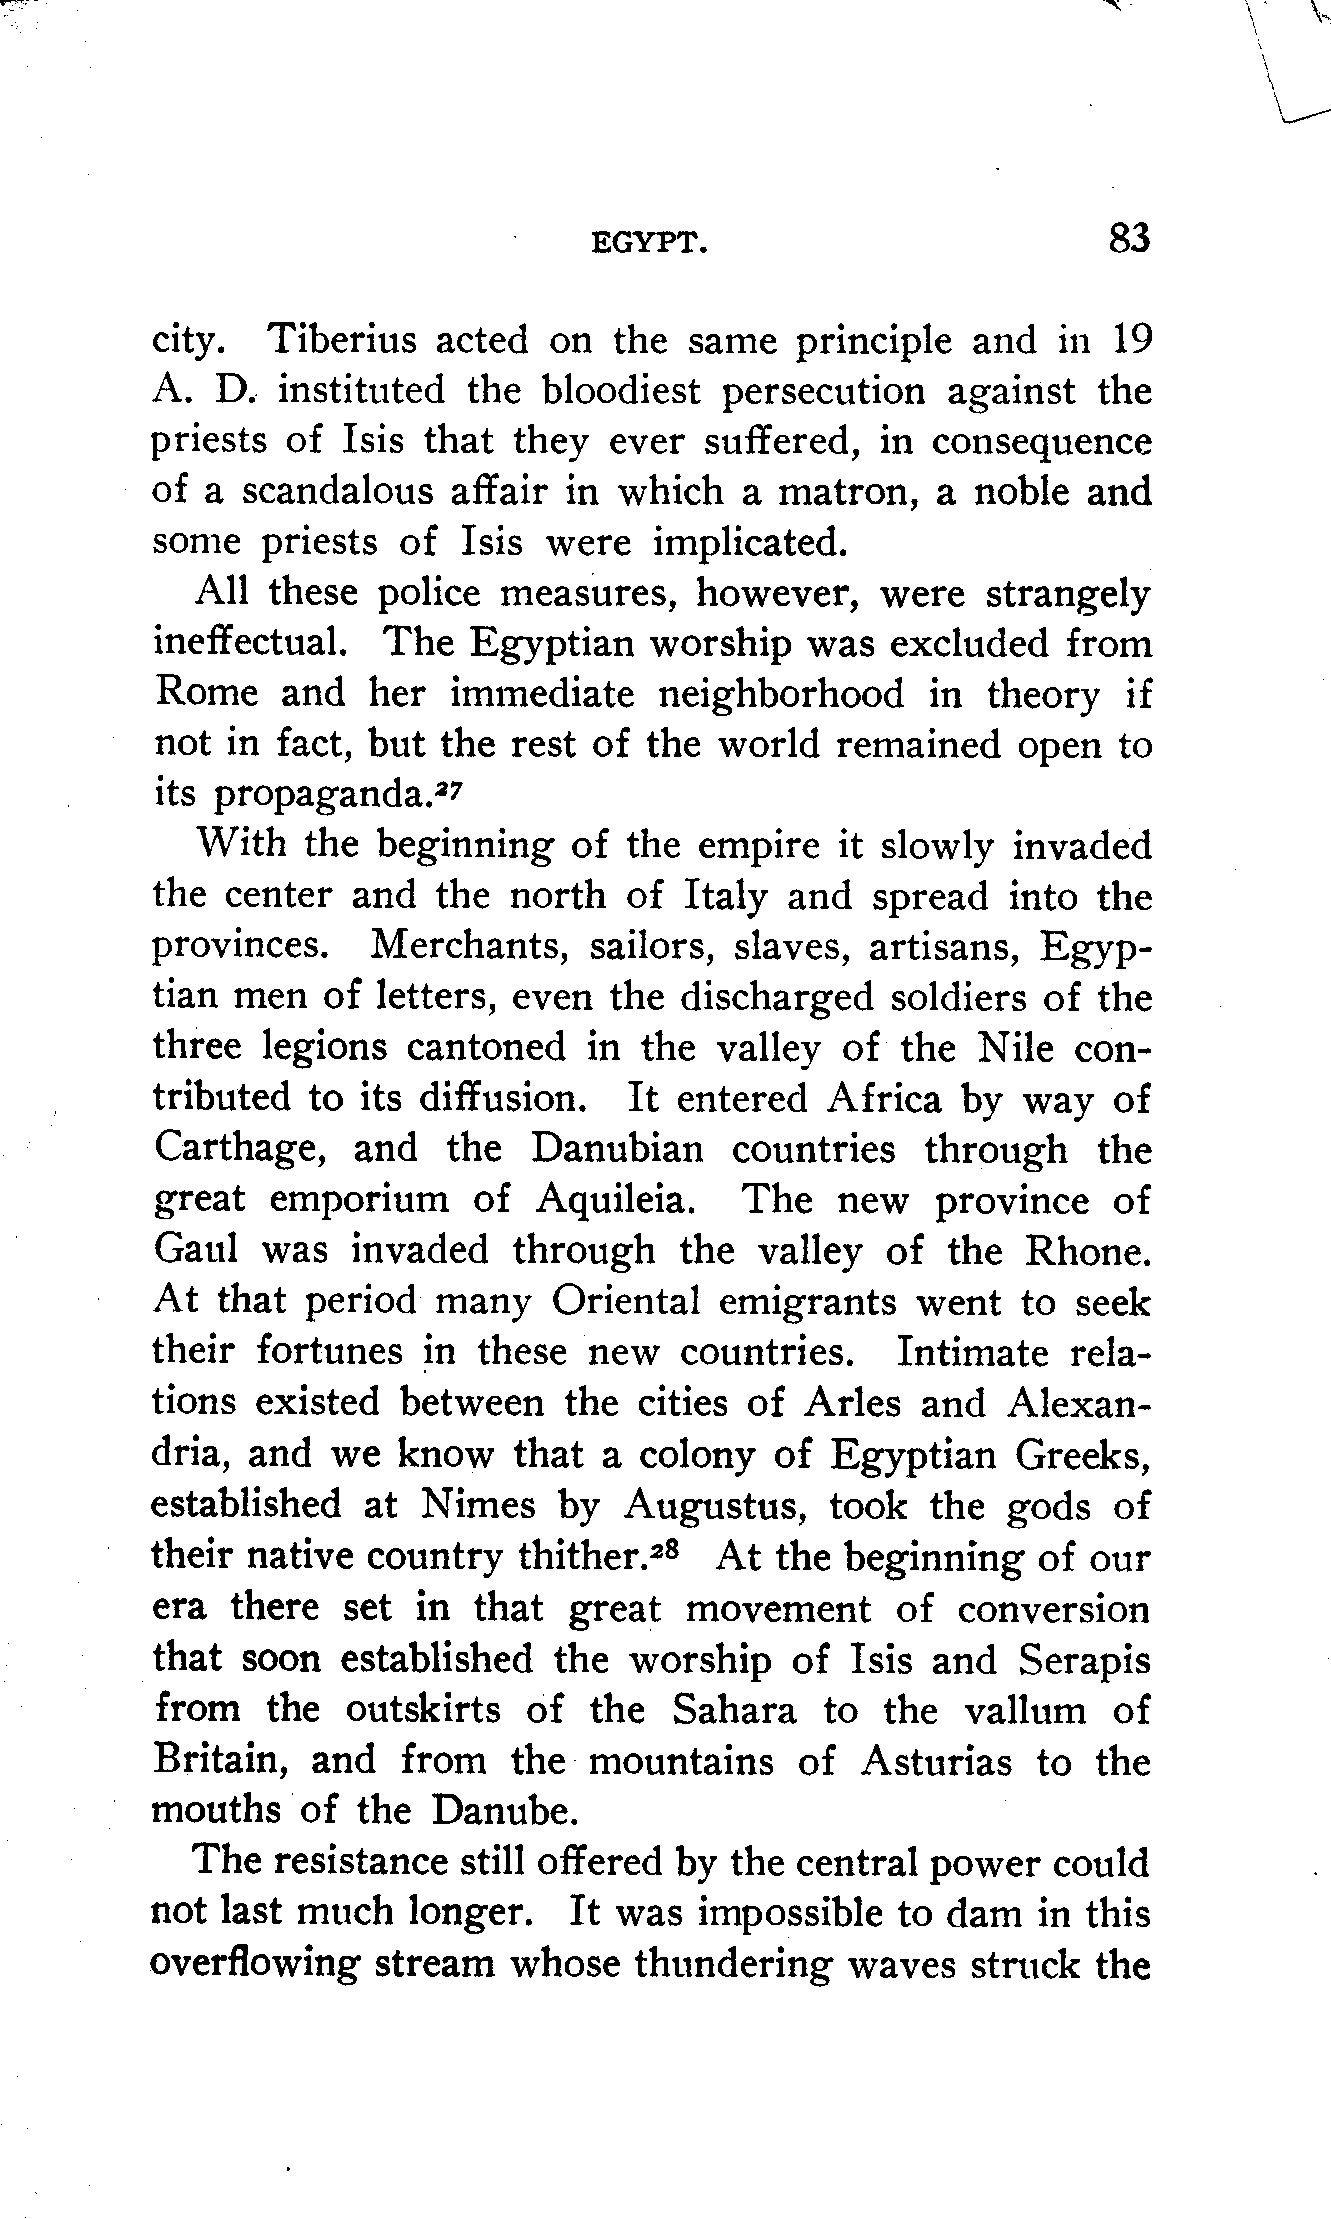 EGYPT. 83
city. Tiberius acted on the same principle and in 19
A. D. instituted the bloodiest persecution against the
priests of Isis that they ever suffered, in consequence
of a scandalous affair in which a matron, a noble and
some priests of Isis were implicated.
All these police measures, however, were strangely
ineffectual. The Egyptian worship was excluded from
Rome and her immediate neighborhood in theory if
not in fact, but the rest of the world remained open to
its propaganda.²⁷
With the beginning of the empire it slowly invaded
the center and the north of Italy and spread into the
provinces. Merchants, sailors, slaves, artisans, Egyp-
tian men of letters, even the discharged soldiers of the
three legions cantoned in the valley of the Nile con-
tributed to its diffusion. It entered Africa by way of
Carthage, and the Danubian countries through the
great emporium of Aquileia. The new province of
Gaul was invaded through the valley of the Rhone.
At that period many Oriental emigrants went to seek
their fortunes in these new countries. Intimate rela-
tions existed between the cities of Arles and Alexan-
dria, and we know that a colony of Egyptian Greeks,
established at Nimes by Augustus, took the gods of
their native country thither.²⁸ At the beginning of our
era there set in that great movement of conversion
that soon established the worship of Isis and Serapis
from the outskirts of the Sahara to the vallum of
Britain, and from the mountains of Asturias to the
mouths of the Danube.
The resistance still offered by the central power could
not last much longer. It was impossible to dam in this
overflowing stream whose thundering waves struck the